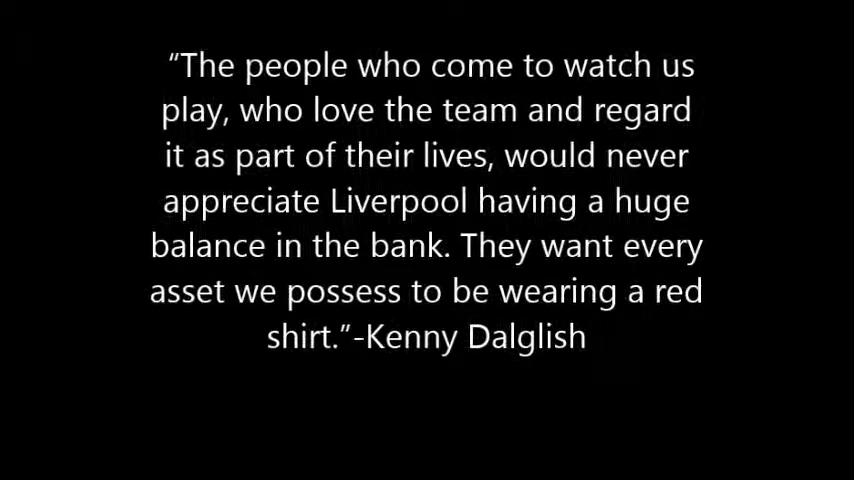 “The people who come to watch us
play, who love the team and regard
it as part of their lives, would never
appreciate Liverpool having a huge
balance in the bank. They want every
asset we possess to be wearing a red
shirt.”-Kenny Dalglish